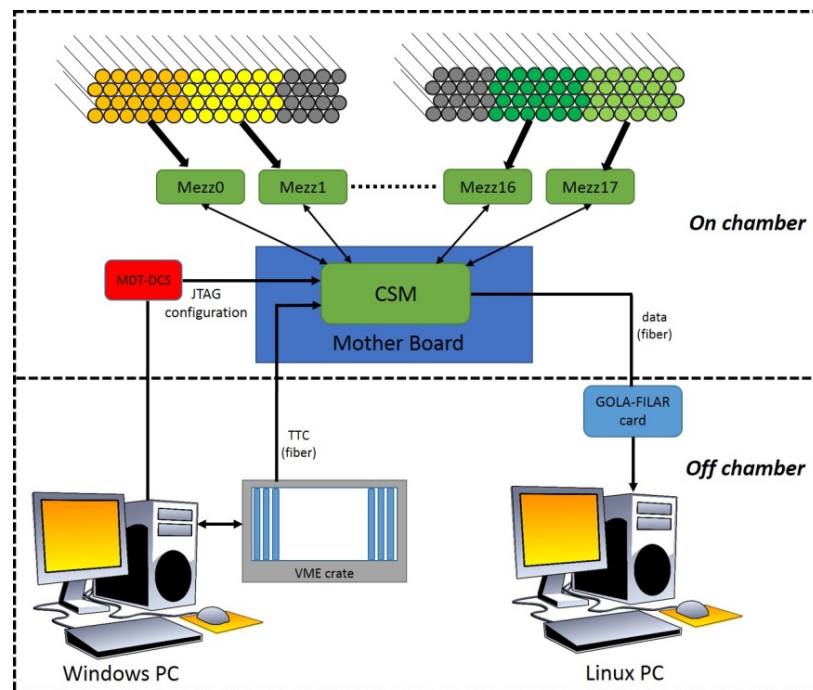 Mezz0
Mezz1
Mezz16
Mezz17
On chamber
MDT-DCS
JTAG
configuration
CSM
Mother Board
data
(fiber)
GOLA-FILAR
card
TTC
(fiber)
Off chamber
VME crate
Windows PC
Linux PC